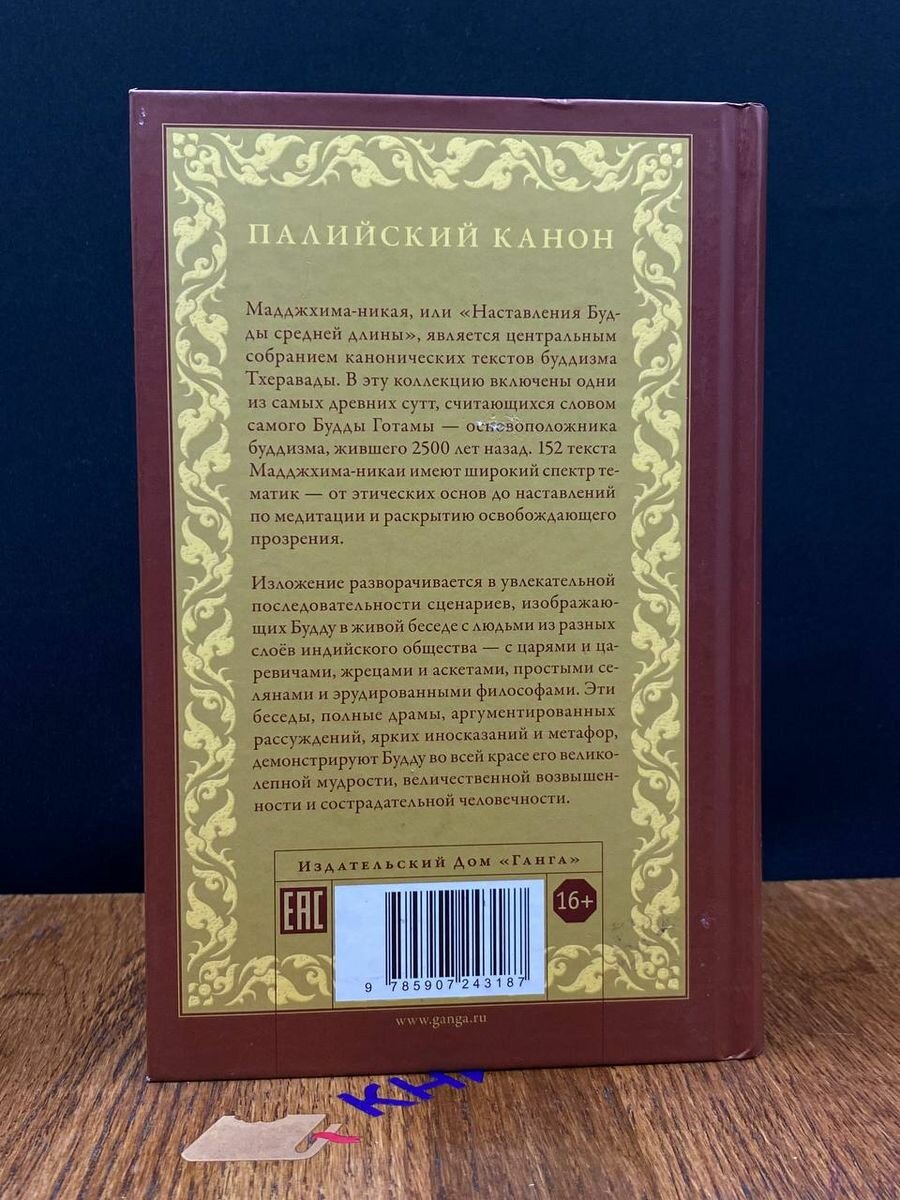 ПАЛИЙСКИЙ КАНОН
Мадджхима-никая, или «Наставления Буд-
ды средней длины», является центральным
собранием канонических текстов буддизма
Тхеравады. В эту коллекцию включены одни
из самых древних сутт, считающихся словом
самого Будды Готамы — основоположника
буддизма, жившего 2500 лет назад. 152 текста
Мадджхима-никаи имеют широкий спектр те-
матик — от этических основ до наставлений
по медитации и раскрытию освобождающего
прозрения.
Изложение разворачивается в увлекательной
последовательности сценариев, изображаю-
щих Будду в живой беседе с людьми из разных
слоёв индийского общества — с царями и ца-
ревичами, жрецами и аскетами, простыми се-
лянами и эрудированными философами. Эти
беседы, полные драмы, аргументированных
рассуждений, ярких иносказаний и метафор,
демонстрируют Будду во всей красе его велико-
лепной мудрости, величественной возвышен-
ности и сострадательной человечности.
Издательский Дом «Ганга»
EAC
16+
9 785907 243187
www.ganga.ru